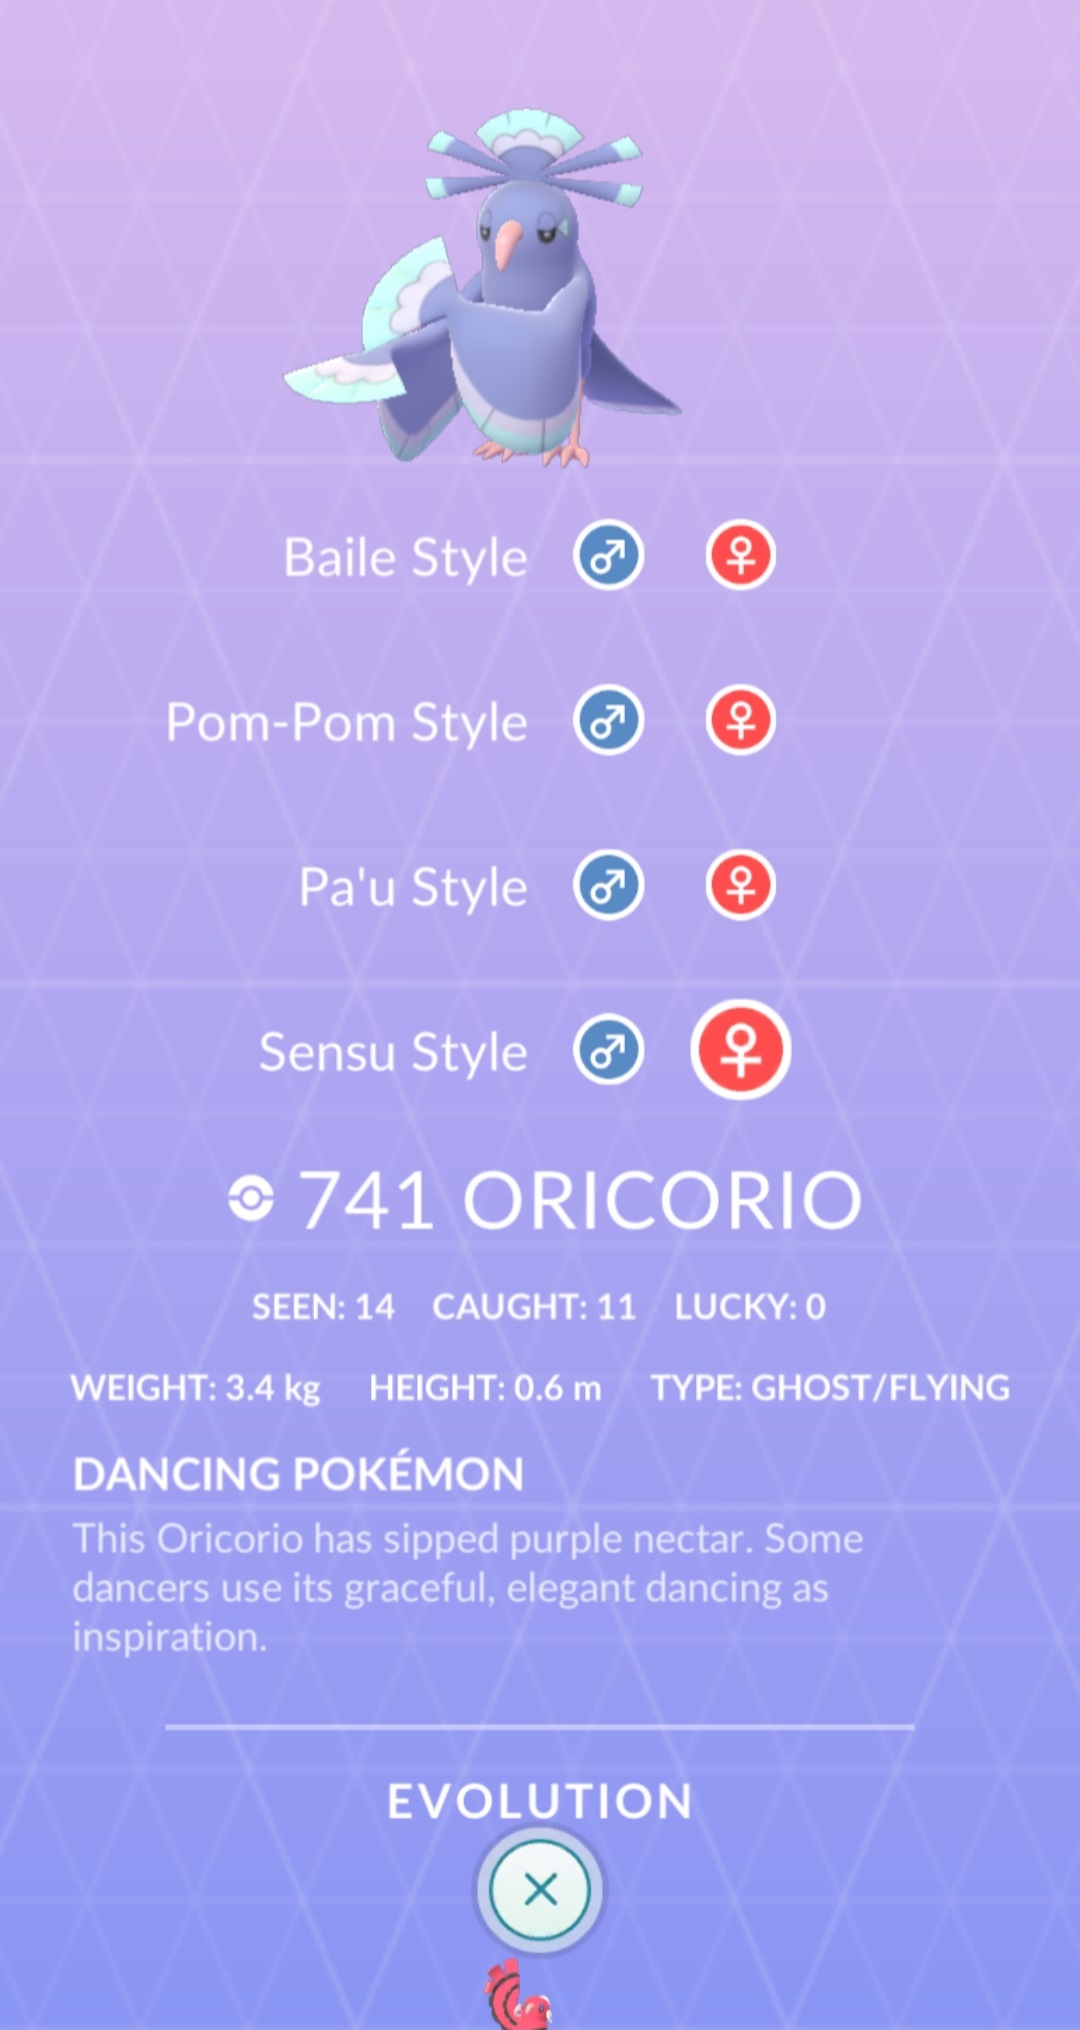 Baile Style
Pom-Pom Style
Pa'u Style
Sensu Style
741 ORICORIO
SEEN: 14 CAUGHT: 11 LUCKY: 0
WEIGHT: 3.4 kg HEIGHT: 0.6 m TYPE: GHOST/FLYING
DANCING POKÉMON
This Oricorio has sipped purple nectar. Some
dancers use its graceful, elegant dancing as
inspiration.
EVOLUTION